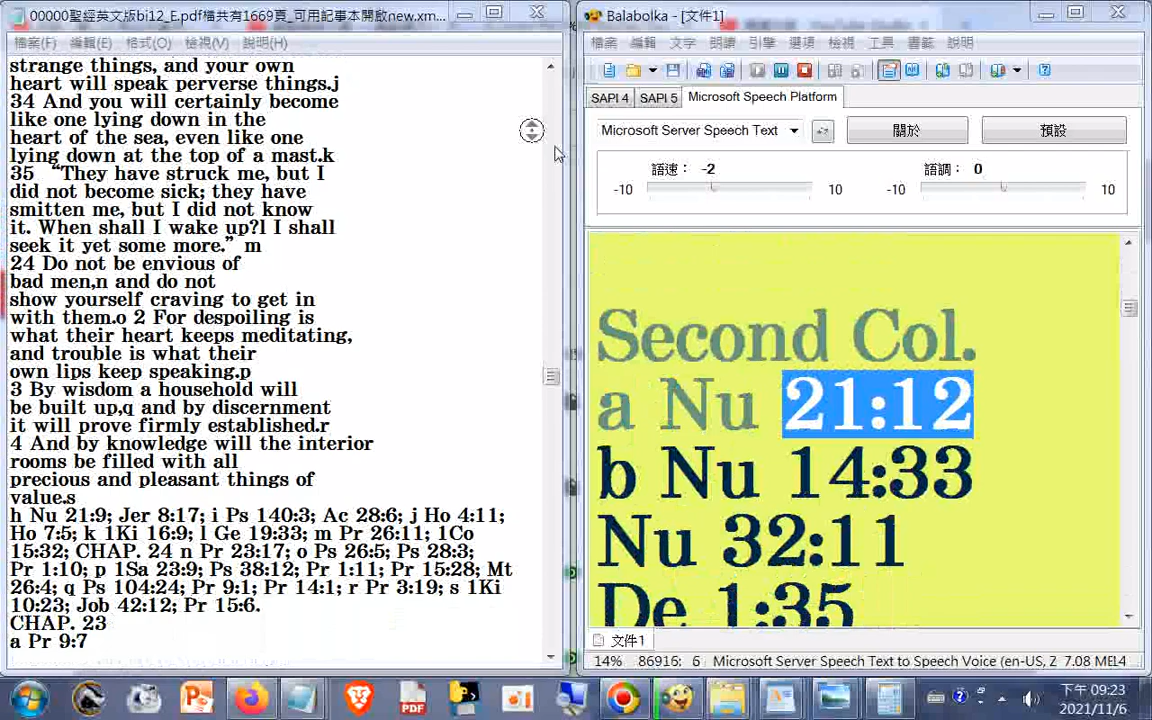 00000聖經英文版bi12_E.pdf檔共有1669頁_可用記事本開啟new.xm...
檔案(F) 編輯(E) 格式(O) 檢視(V) 說明(H)
strange things, and your own
heart will speak perverse things.j
34 And you will certainly become
like one lying down in the
heart of the sea, even like one
lying down at the top of a mast.k
35 “They have struck me, but I
did not become sick; they have
smitten me, but I did not know
it. When shall I wake up?l I shall
seek it yet some more.” m
24 Do not be envious of
bad men,n and do not
show yourself craving to get in
with them.o 2 For despoiling is
what their heart keeps meditating,
and trouble is what their
own lips keep speaking.p
3 By wisdom a household will
be built up,q and by discernment
it will prove firmly established.r
4 And by knowledge will the interior
rooms be filled with all
precious and pleasant things of
value.s
h Nu 21:9; Jer 8:17; i Ps 140:3; Ac 28:6; j Ho 4:11;
Ho 7:5; k 1Ki 16:9; l Ge 19:33; m Pr 26:11; 1Co
15:32; CHAP. 24 n Pr 23:17; o Ps 26:5; Ps 28:3;
Pr 1:10; p 1Sa 23:9; Ps 38:12; Pr 1:11; Pr 15:28; Mt
26:4; q Ps 104:24; Pr 9:1; Pr 14:1; r Pr 3:19; s 1Ki
10:23; Job 42:12; Pr 15:6.
CHAP. 23
a Pr 9:7
Balabolka - [文件1]
檔案 編輯 文字 朗讀 引擎 選項 檢視 工具 書籤 說明
SAPI 4 SAPI 5 Microsoft Speech Platform
Microsoft Server Speech Text 關於 預設
語速： -2 語調： 0
-10 10 -10 10
Second Col.
a Nu 21:12
b Nu 14:33
Nu 32:11
De 1:35
文件1
14% 86915: 6 Microsoft Server Speech Text to Speech Voice (en-US, Z 7.08 MEL4
下午 09:23
2021/11/6